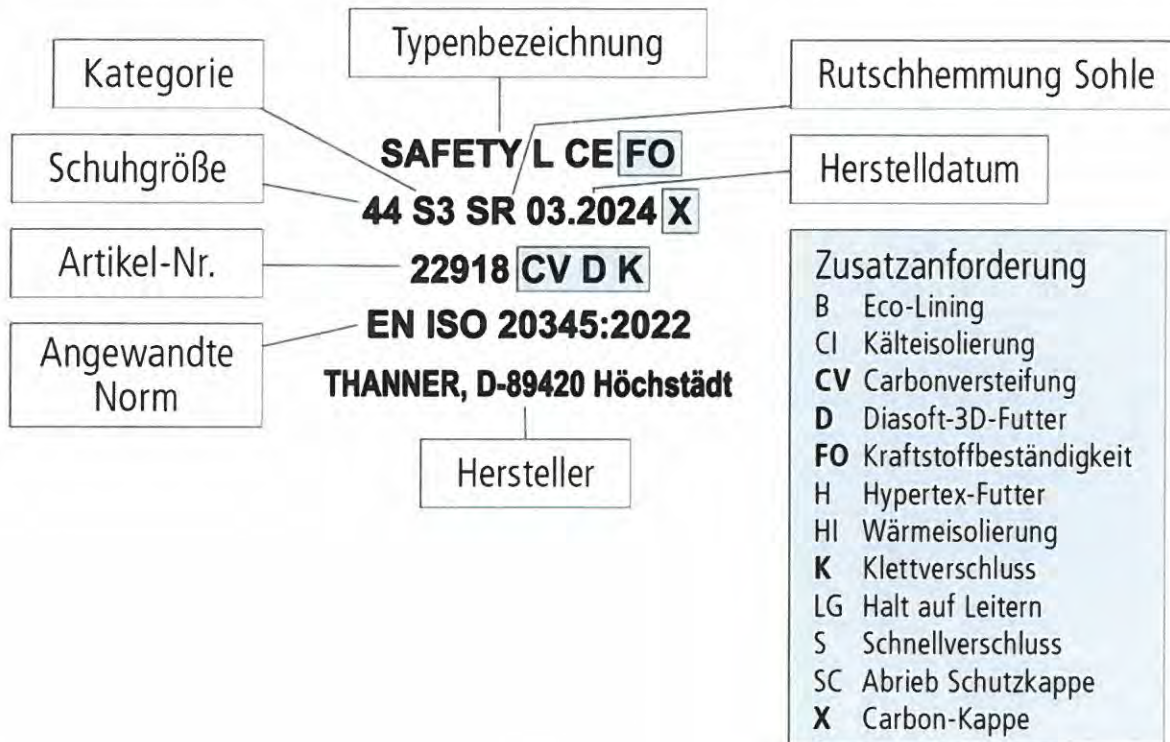 Typenbezeichnung
Kategorie
Rutschhemmung Sohle
Schuhgröße
Herstelldatum
Artikel-Nr.
Angewandte
Norm
SAFETY L CE FO
44 S3 SR 03.2024 X
22918 CV D K
EN ISO 20345:2022
THANNER, D-89420 Höchstädt
Hersteller
Zusatzanforderung
B Eco-Lining
CI Kälteisolierung
CV Carbonversteifung
D Diasoft-3D-Futter
FO Kraftstoffbeständigkeit
H Hypertex-Futter
HI Wärmeisolierung
K Klettverschluss
LG Halt auf Leitern
S Schnellverschluss
SC Abrieb Schutzkappe
X Carbon-Kappe